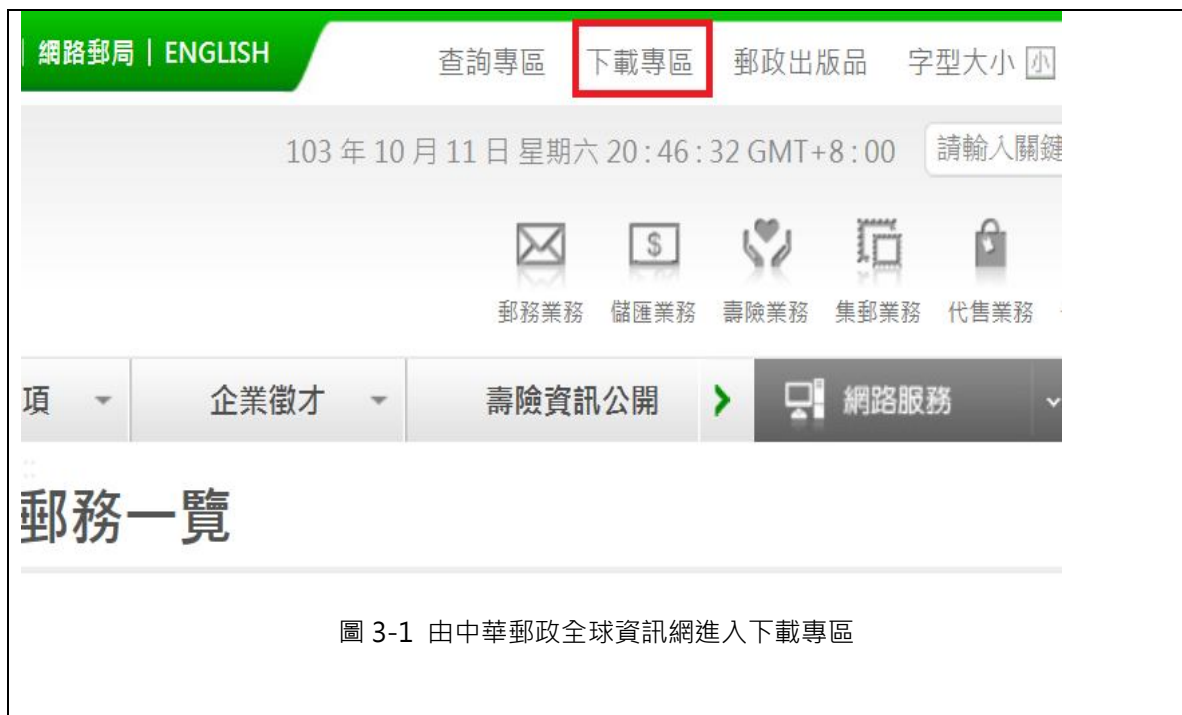 | 網路郵局 | ENGLISH 查詢專區 下載專區 郵政出版品 字型大小 小
103 年 10 月 11 日 星期六 20 : 46 : 32 GMT+8 : 00 請輸入關鍵
$
郵務業務 儲匯業務 壽險業務 集郵業務 代售業務
項 企業徵才 壽險資訊公開 網路服務
郵務一覽
圖 3-1 由中華郵政全球資訊網進入下載專區